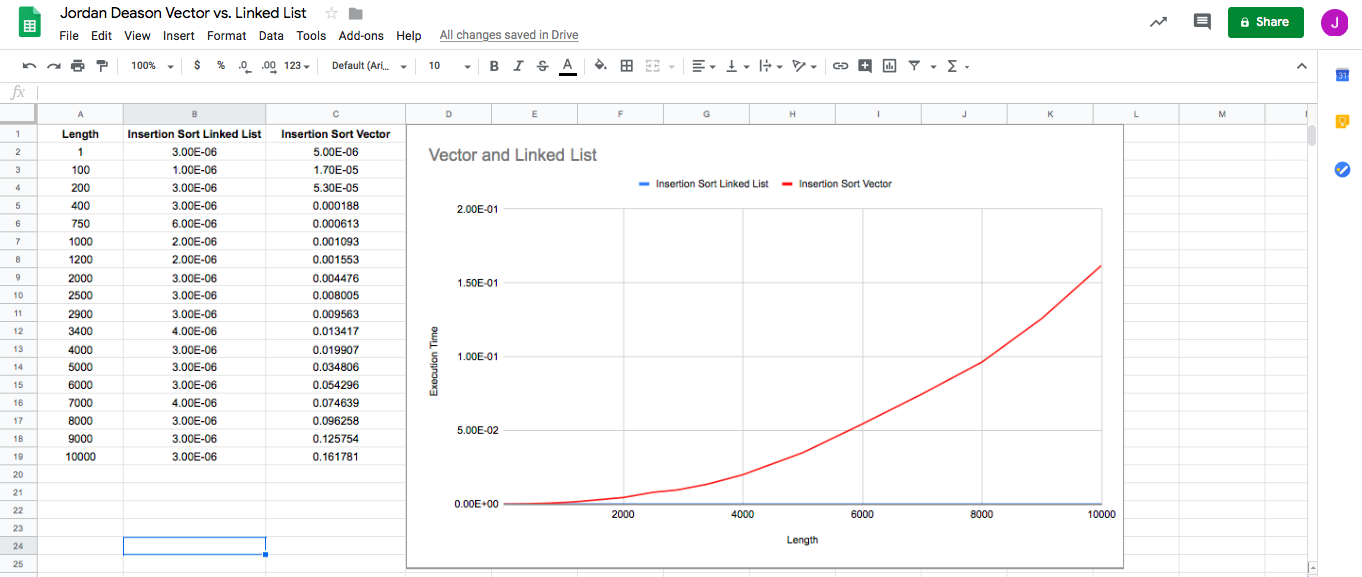 Jordan Deason Vector vs. Linked List
File Edit View Insert Format Data Tools Add-ons Help All changes saved in Drive
Share
J
100% $ % .0 .00 123 Default (Ari... 10 B I S A Σ
31
fx
A B C D E F G H I J K L M
1 Length Insertion Sort Linked List Insertion Sort Vector
2 1 3.00E-06 5.00E-06
3 100 1.00E-06 1.70E-05
4 200 3.00E-06 5.30E-05
5 400 3.00E-06 0.000188
6 750 6.00E-06 0.000613
7 1000 2.00E-06 0.001093
8 1200 2.00E-06 0.001553
9 2000 3.00E-06 0.004476
10 2500 3.00E-06 0.008005
11 2900 3.00E-06 0.009563
12 3400 4.00E-06 0.013417
13 4000 3.00E-06 0.019907
14 5000 3.00E-06 0.034806
15 6000 3.00E-06 0.054296
16 7000 4.00E-06 0.074639
17 8000 3.00E-06 0.096258
18 9000 3.00E-06 0.125754
19 10000 3.00E-06 0.161781
20
21
22
23
24
25
Vector and Linked List
Insertion Sort Linked List Insertion Sort Vector
2.00E-01
1.50E-01
1.00E-01
5.00E-02
0.00E+00
Execution Time
2000 4000 6000 8000 10000
Length